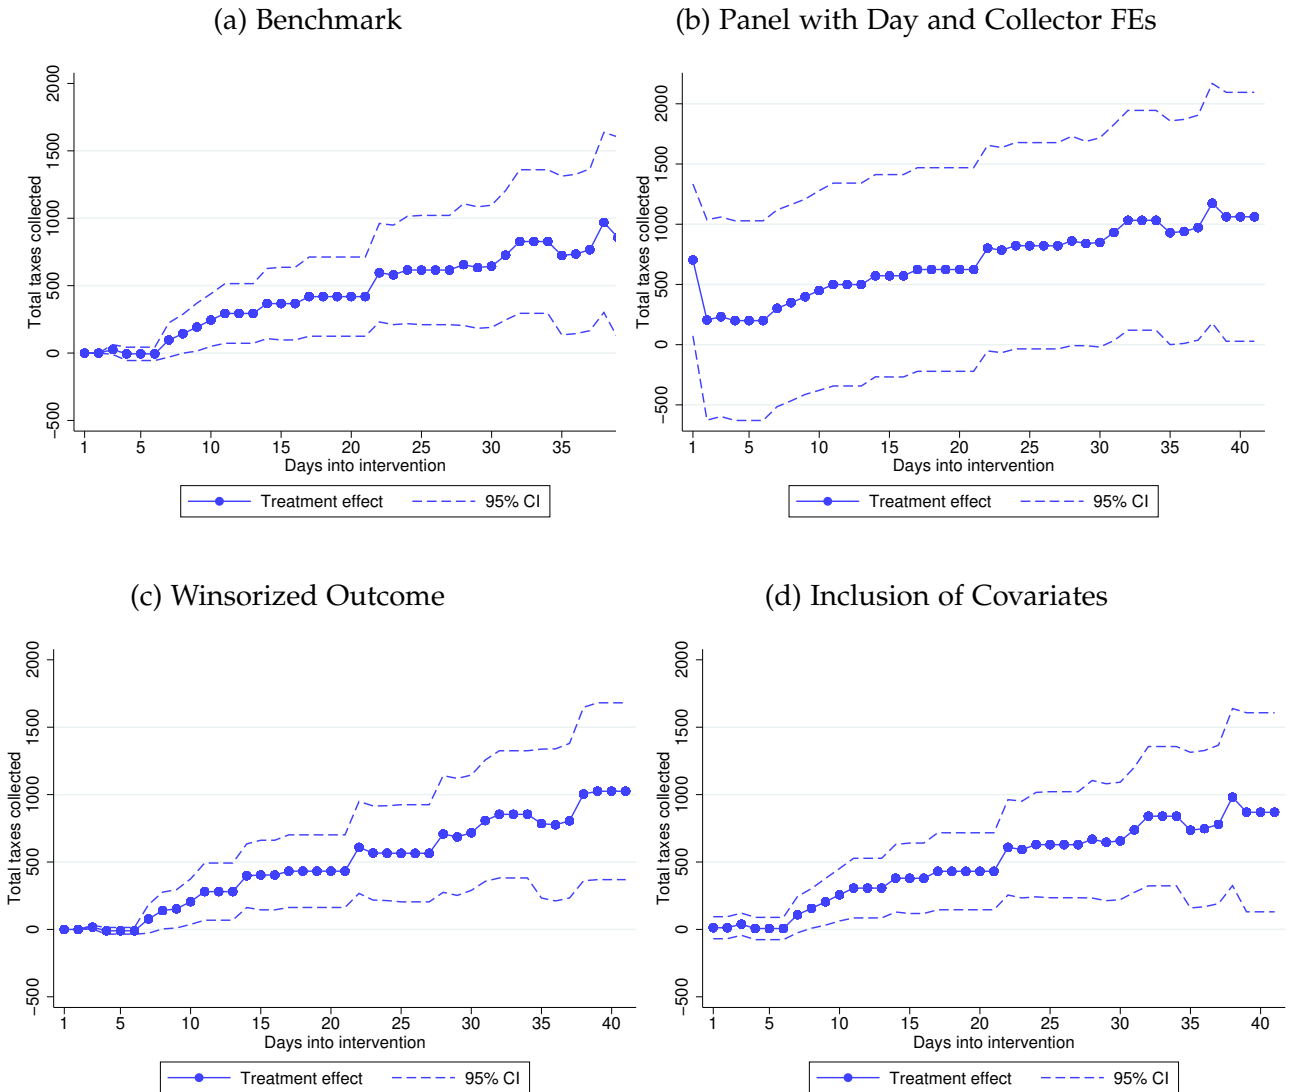 (a) Benchmark
Total taxes collected
2000
1500
1000
500
0
−500
1 5 10 15 20 25 30 35
Days into intervention
Treatment effect 95% CI
(b) Panel with Day and Collector FEs
Total taxes collected
2000
1500
1000
500
0
−500
1 5 10 15 20 25 30 35 40
Days into intervention
Treatment effect 95% CI
(c) Winsorized Outcome
Total taxes collected
2000
1500
1000
500
0
−500
1 5 10 15 20 25 30 35 40
Days into intervention
Treatment effect 95% CI
(d) Inclusion of Covariates
Total taxes collected
2000
1500
1000
500
0
−500
1 5 10 15 20 25 30 35 40
Days into intervention
Treatment effect 95% CI